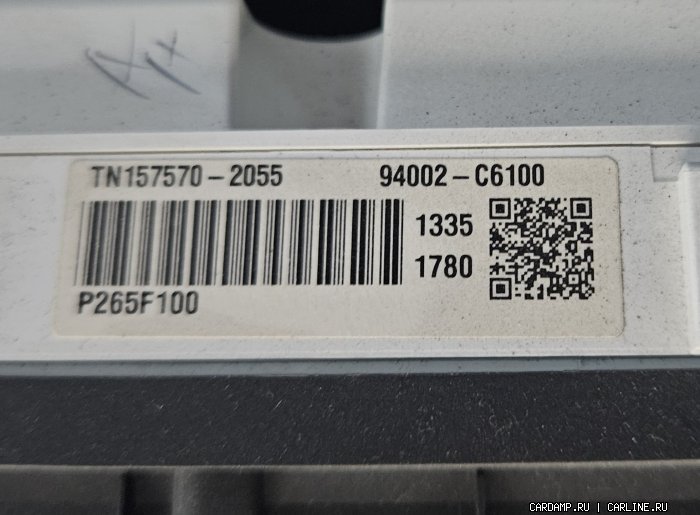 TN157570-2055 94002-C6100
1335
1780
P265F100
CARDAMP.RU | CARLINE.RU